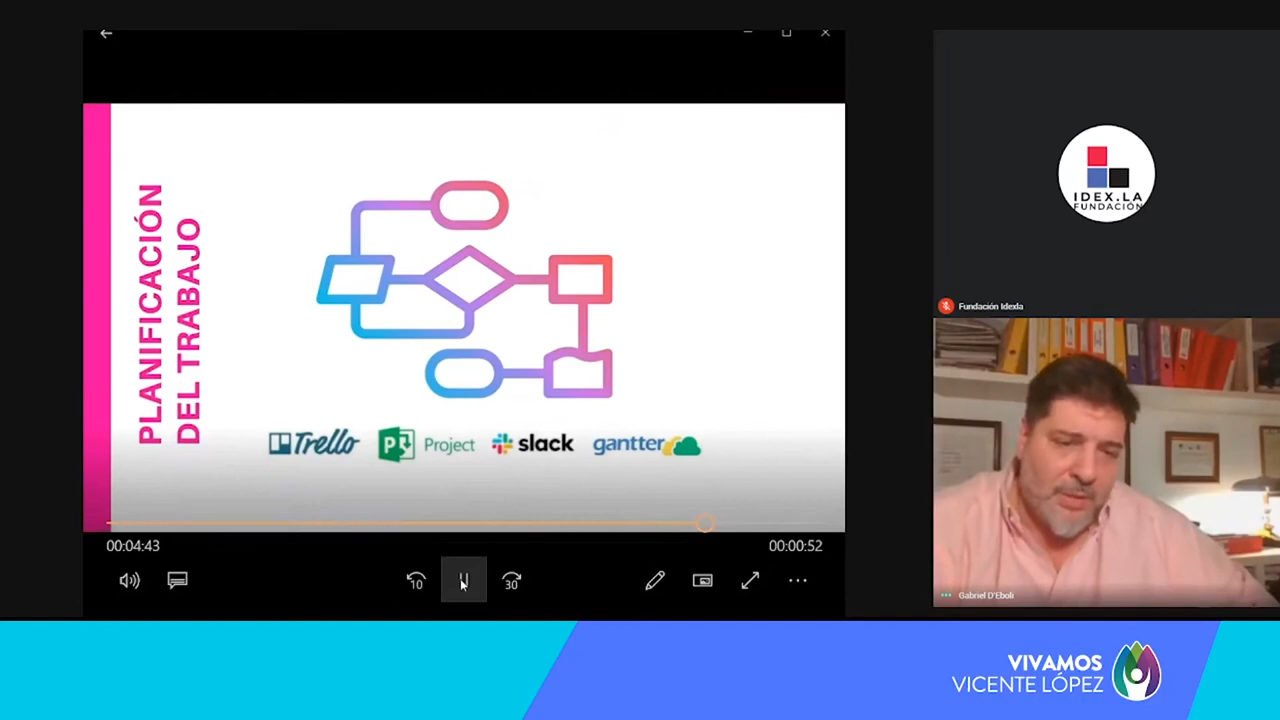 PLANIFICACIÓN
DEL TRABAJO
Trello
P
Project
slack
gantter
00:04:43
00:00:52
10
30
IDEX.LA
FUNDACIÓN
Fundación Idexla
Gabriel D'Eboli
VIVAMOS
VICENTE LÓPEZ